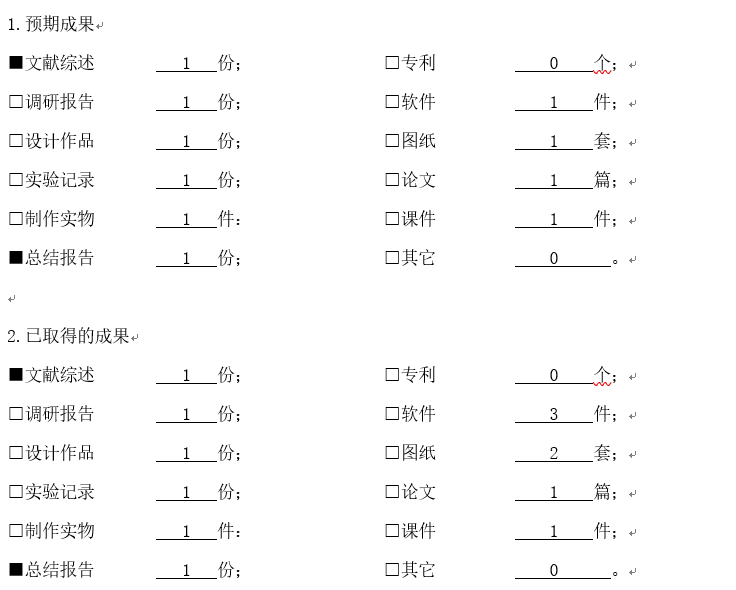 1.预期成果
■文献综述 1 份； □专利 0 个；
□调研报告 1 份； □软件 1 件；
□设计作品 1 份； □图纸 1 套；
□实验记录 1 份； □论文 1 篇；
□制作实物 1 件： □课件 1 件；
■总结报告 1 份； □其它 0 。
2.已取得的成果
■文献综述 1 份； □专利 0 个；
□调研报告 1 份； □软件 3 件；
□设计作品 1 份； □图纸 2 套；
□实验记录 1 份； □论文 1 篇；
□制作实物 1 件： □课件 1 件；
■总结报告 1 份； □其它 0 。